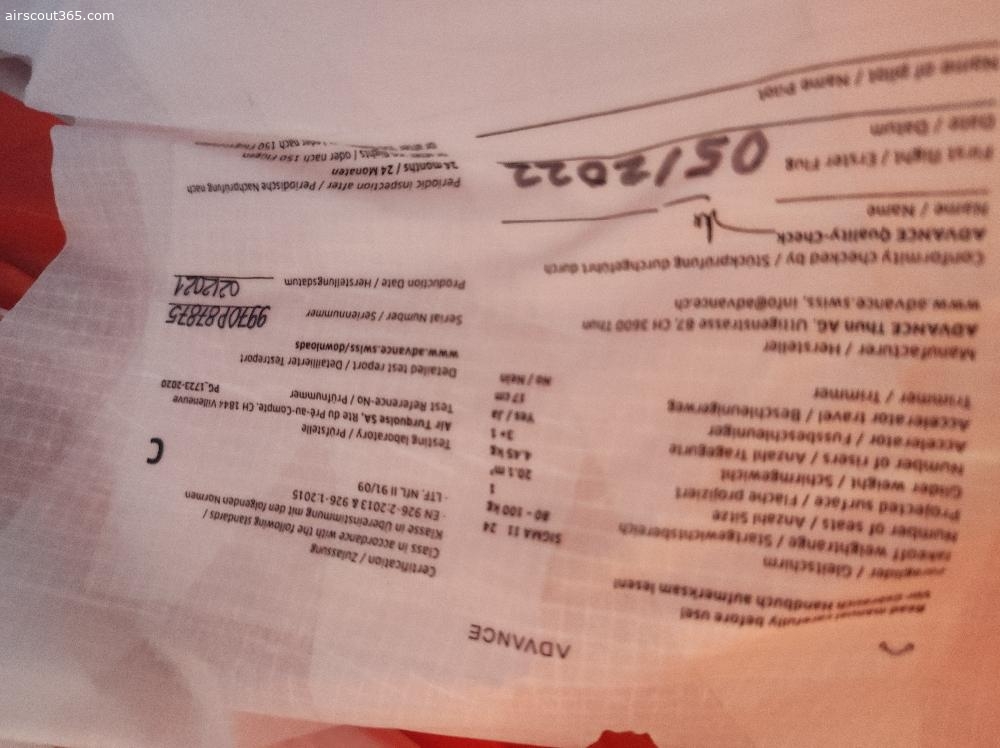 airscout365.com
ADVANCE
Read manual carefully before use!
Vor Gebrauch Handbuch aufmerksam lesen!
Paraglider / Gleitschirm SIGMA 11 24
Takeoff weightrange / Startgewichtsbereich 80 - 100 kg
Number of seats / Anzahl Sitze 1
Projected surface / Fläche projiziert 20.1 m²
Glider weight / Schirmgewicht 4.45 kg
Number of risers / Anzahl Tragegurte 3+1
Accelerator / Fussbeschleuniger Yes / Ja
Accelerator travel / Beschleunigerweg 17 cm
Trimmer / Trimmer No / Nein
Manufacturer / Hersteller
ADVANCE Thun AG, Uttigenstrasse 87, CH 3600 Thun
www.advance.swiss, info@advance.ch
Conformity checked by / Stückprüfung durchgeführt durch
ADVANCE Quality-Check
Name / Name
First flight / Erster Flug
Date / Datum 05/2022
Name of pilot / Name Pilot
Certification / Zulassung
Class in accordance with the following standards /
Klasse in Übereinstimmung mit den folgenden Normen
· EN 926-2:2013 & 926-1:2015
· LTF, NfL II 91/09
C
Testing laboratory / Prüfstelle
Air Turquoise SA, Rte du Pré-au-Compte, CH 1844 Villeneuve
Test Reference-No / Prüfnummer PG_1723-2020
Detailed test report / Detaillierter Testreport
www.advance.swiss/downloads
Serial Number / Seriennummer 9970P87875
Production Date / Herstellungsdatum 02/2021
Periodic inspection after / Periodische Nachprüfung nach
24 months / 24 Monaten
flights / oder nach 150 Flügen